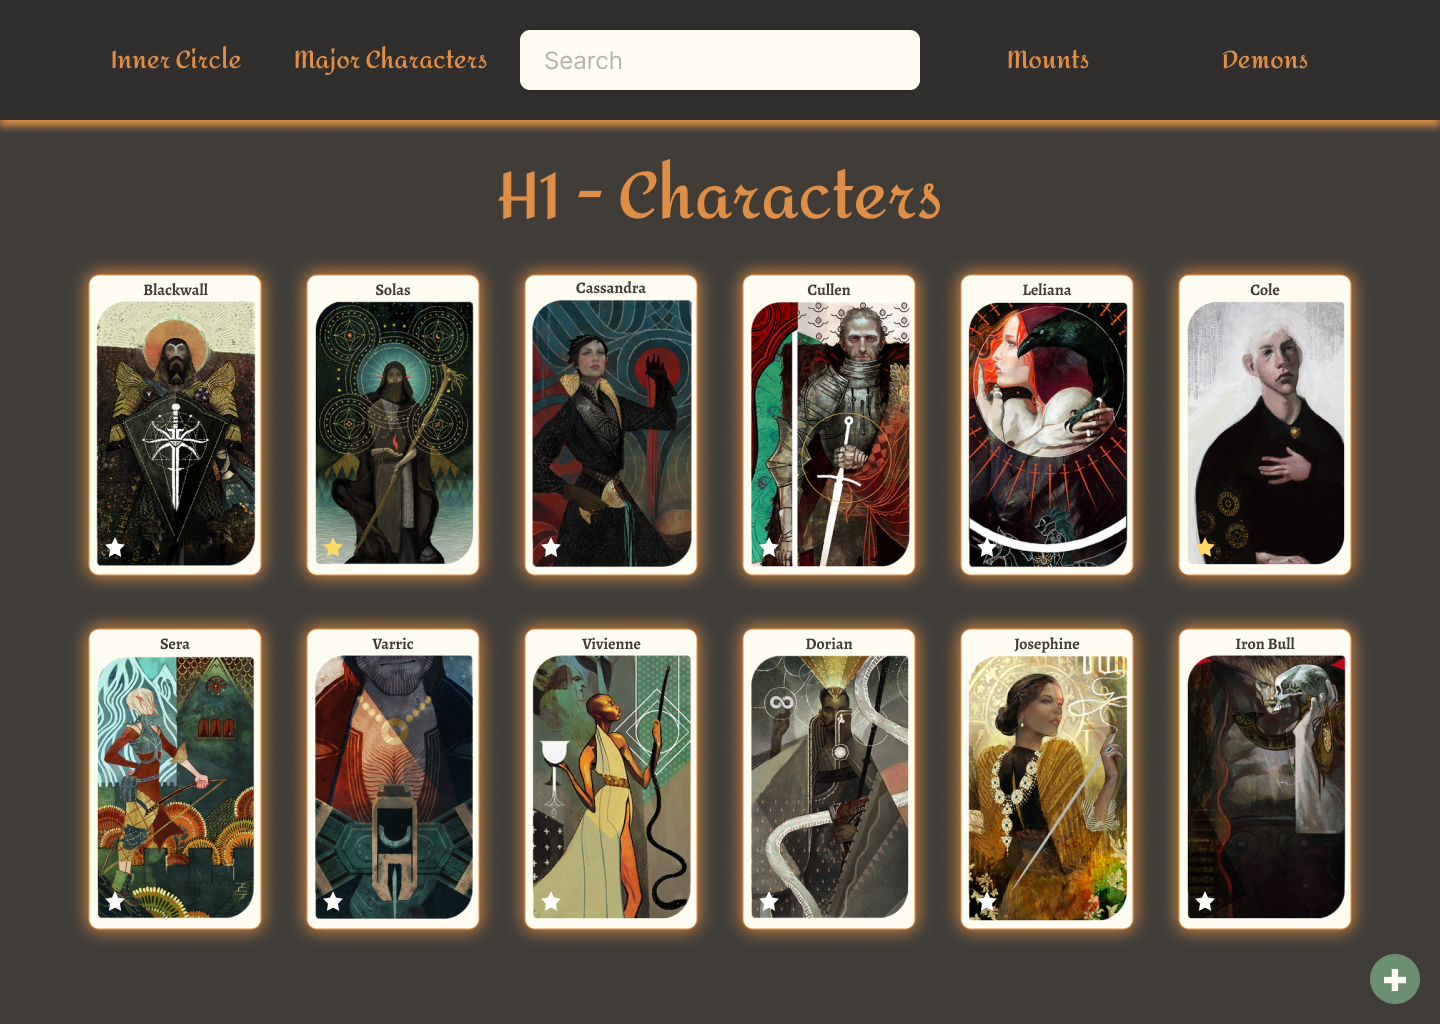 Inner Circle
Major Characters
Search
Mounts
Demons
H1 - Characters
Blackwall
Solas
Cassandra
Cullen
Leliana
Cole
Sera
Varric
Vivienne
Dorian
Josephine
Iron Bull